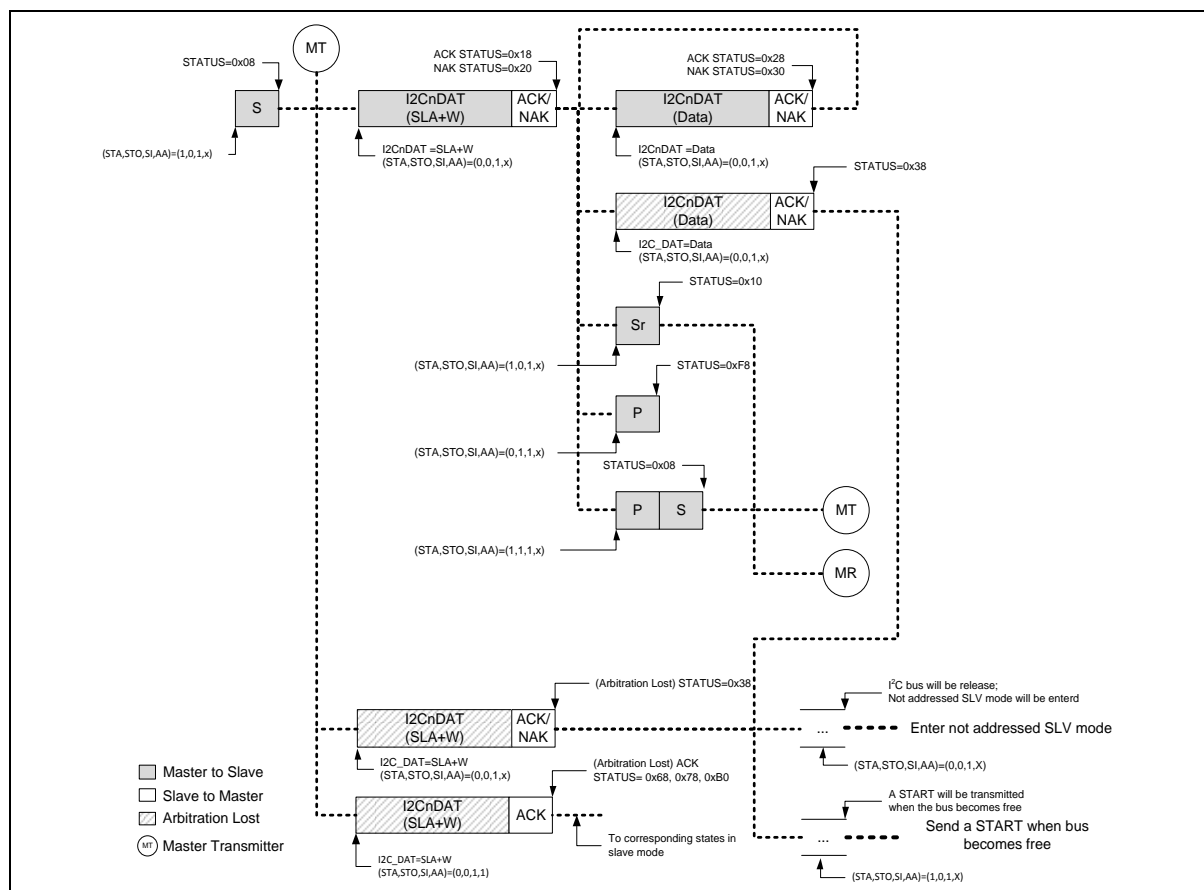 MT
STATUS=0x08
ACK STATUS=0x18
NAK STATUS=0x20
ACK STATUS=0x28
NAK STATUS=0x30
S
I2CnDAT
(SLA+W)
ACK/
NAK
I2CnDAT
(Data)
ACK/
NAK
(STA,STO,SI,AA)=(1,0,1,x)
I2CnDAT =SLA+W
(STA,STO,SI,AA)=(0,0,1,x)
I2CnDAT=Data
(STA,STO,SI,AA)=(0,0,1,x)
STATUS=0x38
I2CnDAT
(Data)
ACK/
NAK
I2C_DAT=Data
(STA,STO,SI,AA)=(0,0,1,x)
STATUS=0x10
Sr
(STA,STO,SI,AA)=(1,0,1,x)
STATUS=0xF8
P
(STA,STO,SI,AA)=(0,1,1,x)
STATUS=0x08
P
S
MT
(STA,STO,SI,AA)=(1,1,1,x)
MR
(Arbitration Lost) STATUS=0x38
I2C bus will be release;
Not addressed SLV mode will be enterd
I2CnDAT
(SLA+W)
ACK/
NAK
...
Enter not addressed SLV mode
I2C_DAT=SLA+W
(STA,STO,SI,AA)=(0,0,1,x)
(STA,STO,SI,AA)=(0,0,1,X)
Master to Slave
Slave to Master
Arbitration Lost
MT
Master Transmitter
(Arbitration Lost) ACK
STATUS= 0x68, 0x78, 0xB0
I2CnDAT
(SLA+W)
ACK
To corresponding states in
slave mode
I2C_DAT=SLA+W
(STA,STO,SI,AA)=(0,0,1,1)
A START will be transmitted
when the bus becomes free
...
Send a START when bus
becomes free
(STA,STO,SI,AA)=(1,0,1,X)